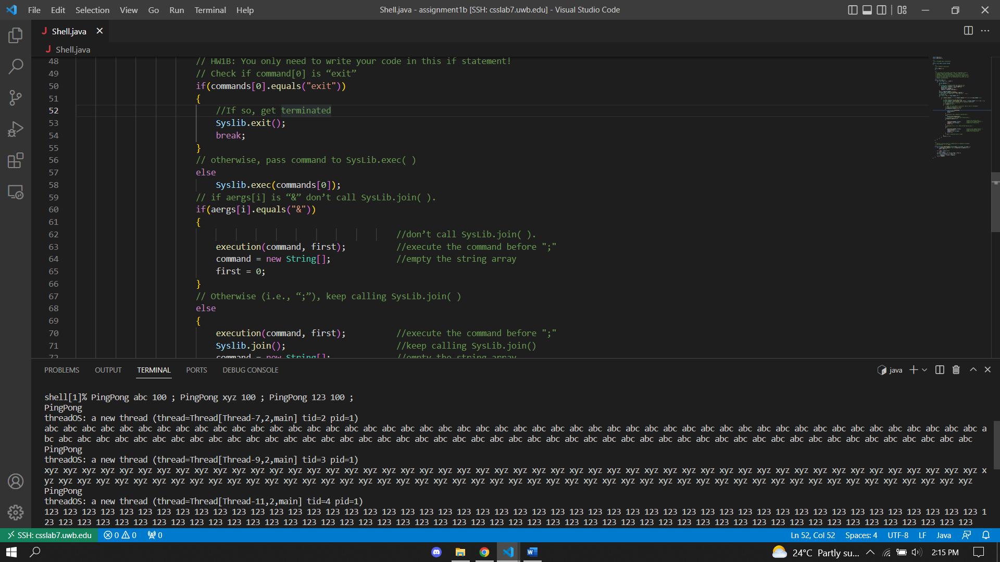 File Edit Selection View Go Run Terminal Help
Shell.java - assignment1b [SSH: csslab7.uwb.edu] - Visual Studio Code
J Shell.java
J Shell.java
48 // HW1B: You only need to write your code in this if statement!
49 // Check if command[0] is “exit”
50 if(commands[0].equals("exit"))
51 {
52 //If so, get terminated
53 Syslib.exit();
54 break;
55 }
56 // otherwise, pass command to SysLib.exec( )
57 else
58 Syslib.exec(commands[0]);
59 // if aergs[i] is “&” don’t call SysLib.join( ).
60 if(aergs[i].equals("&"))
61 {
62 //don’t call SysLib.join( ).
63 execution(command, first); //execute the command before ";"
64 command = new String[]; //empty the string array
65 first = 0;
66 }
67 // Otherwise (i.e., “;”), keep calling SysLib.join( )
68 else
69 {
70 execution(command, first); //execute the command before ";"
71 Syslib.join(); //keep calling SysLib.join()
72 command = new String[]; //empty the string array
PROBLEMS OUTPUT TERMINAL PORTS DEBUG CONSOLE
java
shell[1]% PingPong abc 100 ; PingPong xyz 100 ; PingPong 123 100 ;
PingPong
threadOS: a new thread (thread=Thread[Thread-7,2,main] tid=2 pid=1)
abc abc abc abc abc abc abc abc abc abc abc abc abc abc abc abc abc abc abc abc abc abc abc abc abc abc abc abc abc abc abc abc abc abc abc abc abc abc abc abc abc abc abc abc abc abc abc abc abc abc a
bc abc abc abc abc abc abc abc abc abc abc abc abc abc abc abc abc abc abc abc abc abc abc abc abc abc abc abc abc abc abc abc abc abc abc abc abc abc abc abc abc abc abc abc abc abc abc abc abc abc
PingPong
threadOS: a new thread (thread=Thread[Thread-9,2,main] tid=3 pid=1)
xyz xyz xyz xyz xyz xyz xyz xyz xyz xyz xyz xyz xyz xyz xyz xyz xyz xyz xyz xyz xyz xyz xyz xyz xyz xyz xyz xyz xyz xyz xyz xyz xyz xyz xyz xyz xyz xyz xyz xyz xyz xyz xyz xyz xyz xyz xyz xyz xyz xyz x
yz xyz xyz xyz xyz xyz xyz xyz xyz xyz xyz xyz xyz xyz xyz xyz xyz xyz xyz xyz xyz xyz xyz xyz xyz xyz xyz xyz xyz xyz xyz xyz xyz xyz xyz xyz xyz xyz xyz xyz xyz xyz xyz xyz xyz xyz xyz xyz xyz xyz
PingPong
threadOS: a new thread (thread=Thread[Thread-11,2,main] tid=4 pid=1)
123 123 123 123 123 123 123 123 123 123 123 123 123 123 123 123 123 123 123 123 123 123 123 123 123 123 123 123 123 123 123 123 123 123 123 123 123 123 123 123 123 123 123 123 123 123 123 123 123 123 1
23 123 123 123 123 123 123 123 123 123 123 123 123 123 123 123 123 123 123 123 123 123 123 123 123 123 123 123 123 123 123 123 123 123 123 123 123 123 123 123 123 123 123 123 123 123 123 123 123 123
SSH: csslab7.uwb.edu 0 0 0 Ln 52, Col 52 Spaces: 4 UTF-8 LF Java
24°C Partly su... 2:15 PM